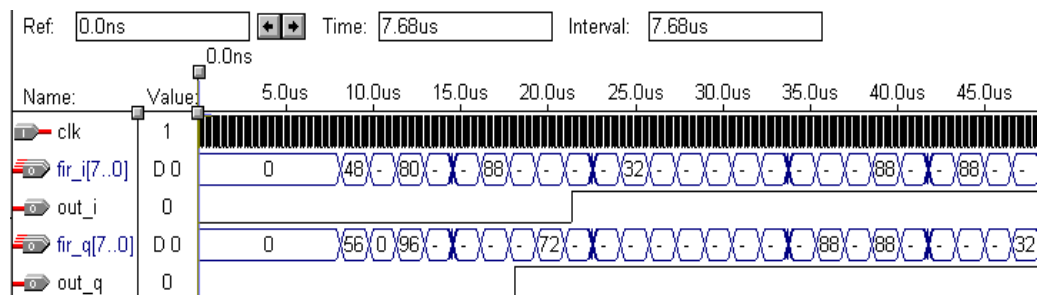 Ref: 0.0ns Time: 7.68us Interval: 7.68us
0.0ns
Name: Value: 5.0us 10.0us 15.0us 20.0us 25.0us 30.0us 35.0us 40.0us 45.0us
clk 1
fir_i[7..0] D 0 0 48 - 80 - - 88 - - - - 32 - - - - - - 88 - - 88 - -
out_i 0
fir_q[7..0] D 0 0 56 0 96 - - - - 72 - - - - - - - - 88 - 88 - - - - 32
out_q 0